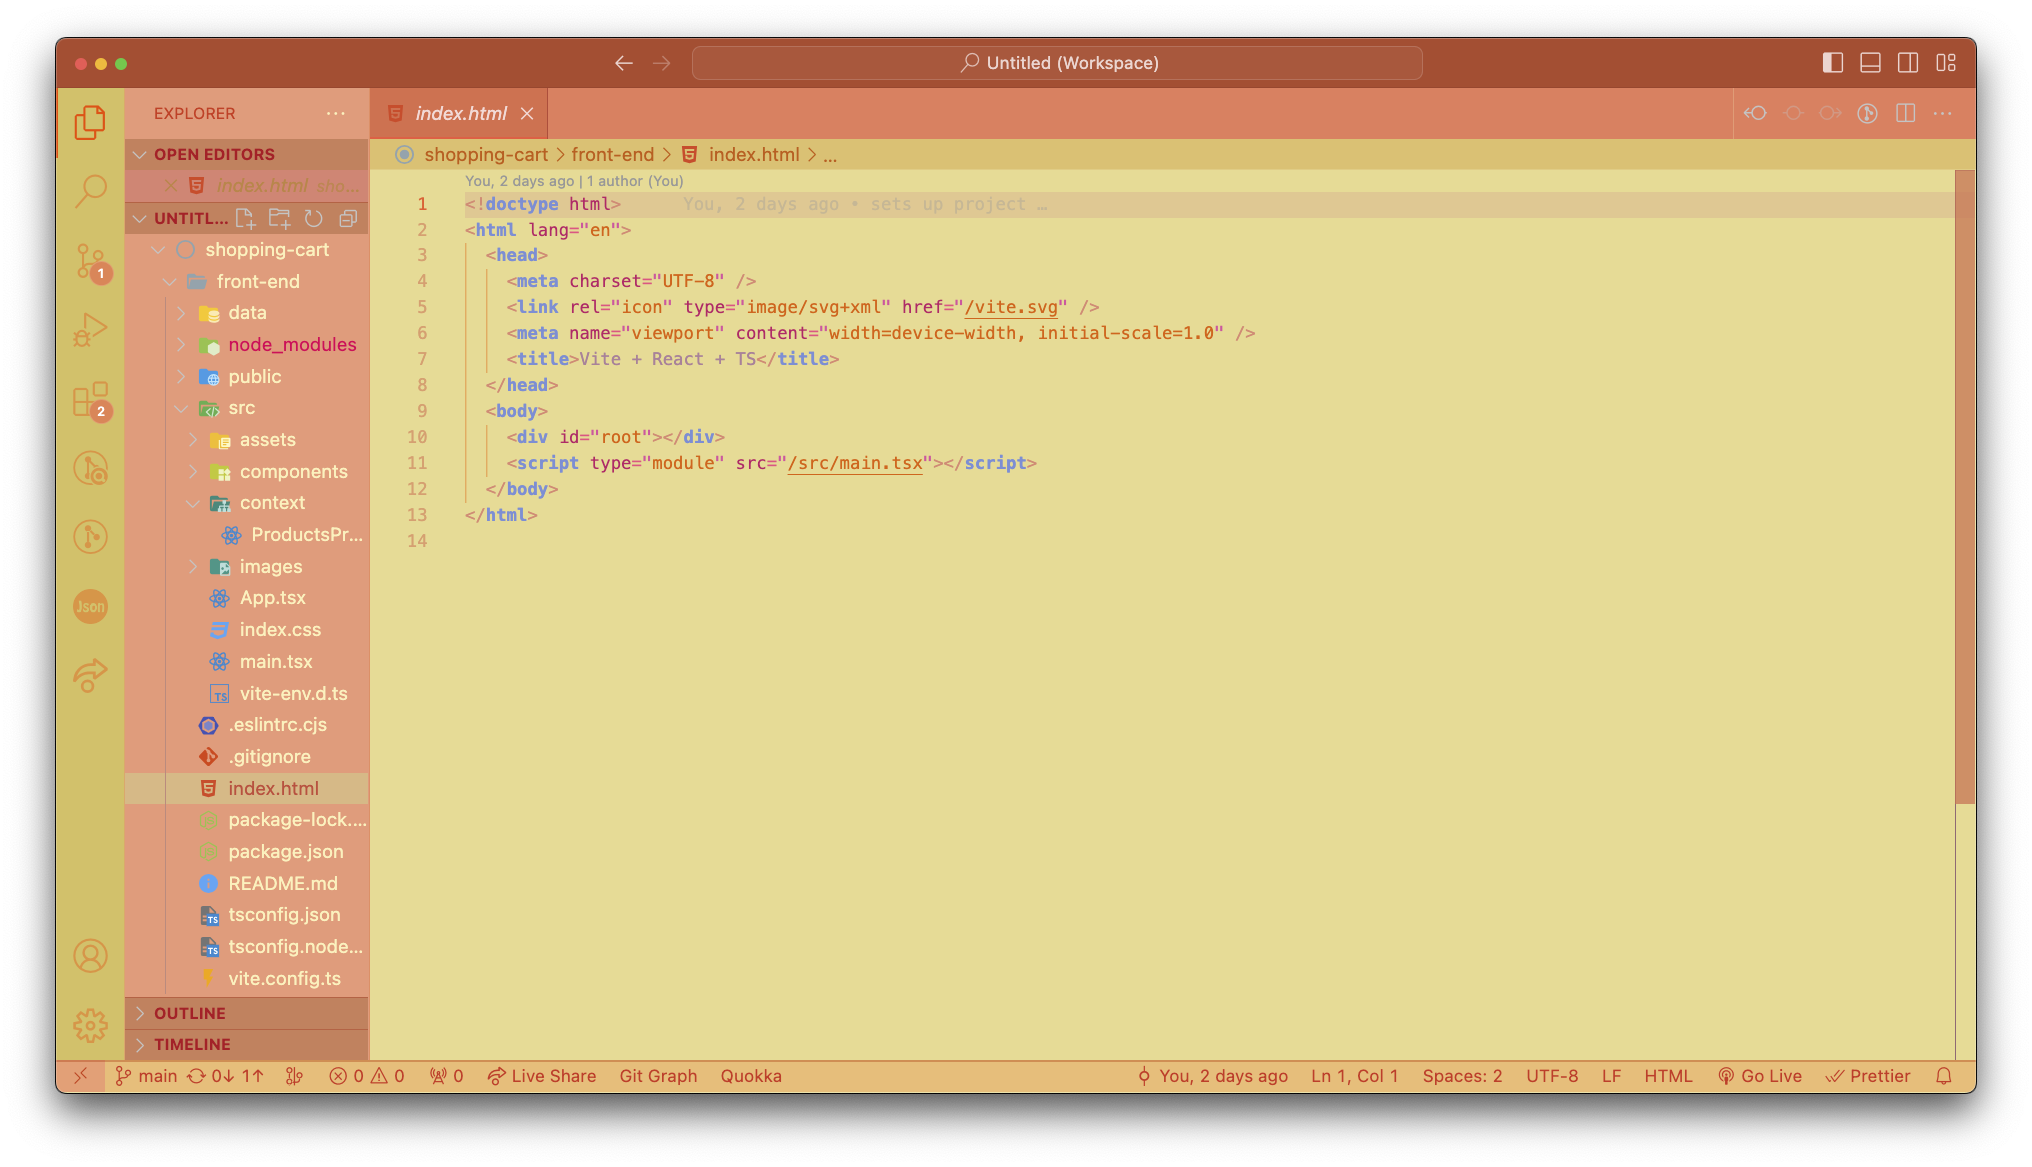 Untitled (Workspace)
EXPLORER
index.html
OPEN EDITORS
index.html sho...
UNTITL...
shopping-cart
front-end
data
node_modules
public
src
assets
components
context
ProductsPr...
images
App.tsx
index.css
main.tsx
vite-env.d.ts
.eslintrc.cjs
.gitignore
index.html
package-lock....
package.json
README.md
tsconfig.json
tsconfig.node...
vite.config.ts
OUTLINE
TIMELINE
1
2
Json
shopping-cart > front-end > index.html > ...
You, 2 days ago | 1 author (You)
1 <!doctype html> You, 2 days ago • sets up project …
2 <html lang="en">
3 <head>
4 <meta charset="UTF-8" />
5 <link rel="icon" type="image/svg+xml" href="/vite.svg" />
6 <meta name="viewport" content="width=device-width, initial-scale=1.0" />
7 <title>Vite + React + TS</title>
8 </head>
9 <body>
10 <div id="root"></div>
11 <script type="module" src="/src/main.tsx"></script>
12 </body>
13 </html>
14
main 0↓ 1↑ 0 0 0 Live Share Git Graph Quokka You, 2 days ago Ln 1, Col 1 Spaces: 2 UTF-8 LF HTML Go Live Prettier